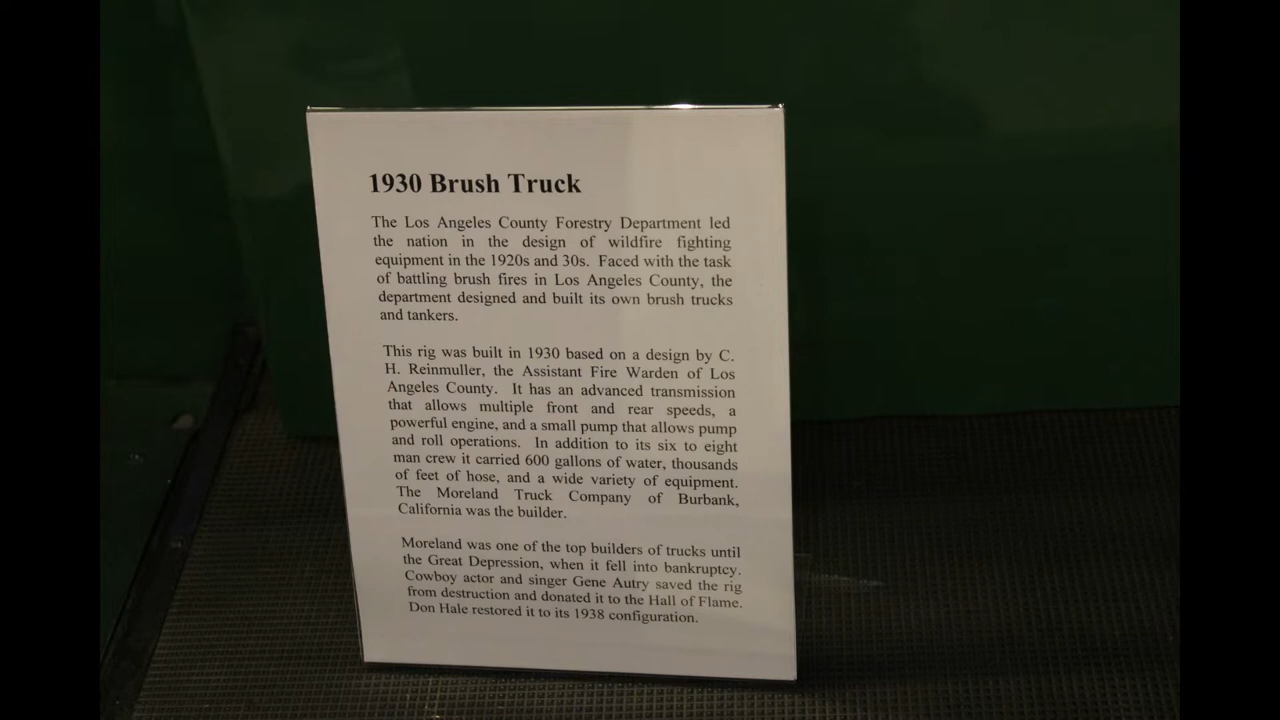 1930 Brush Truck
The Los Angeles County Forestry Department led
the nation in the design of wildfire fighting
equipment in the 1920s and 30s. Faced with the task
of battling brush fires in Los Angeles County, the
department designed and built its own brush trucks
and tankers.
This rig was built in 1930 based on a design by C.
H. Reinmuller, the Assistant Fire Warden of Los
Angeles County. It has an advanced transmission
that allows multiple front and rear speeds, a
powerful engine, and a small pump that allows pump
and roll operations. In addition to its six to eight
man crew it carried 600 gallons of water, thousands
of feet of hose, and a wide variety of equipment.
The Moreland Truck Company of Burbank,
California was the builder.
Moreland was one of the top builders of trucks until
the Great Depression, when it fell into bankruptcy.
Cowboy actor and singer Gene Autry saved the rig
from destruction and donated it to the Hall of Flame.
Don Hale restored it to its 1938 configuration.